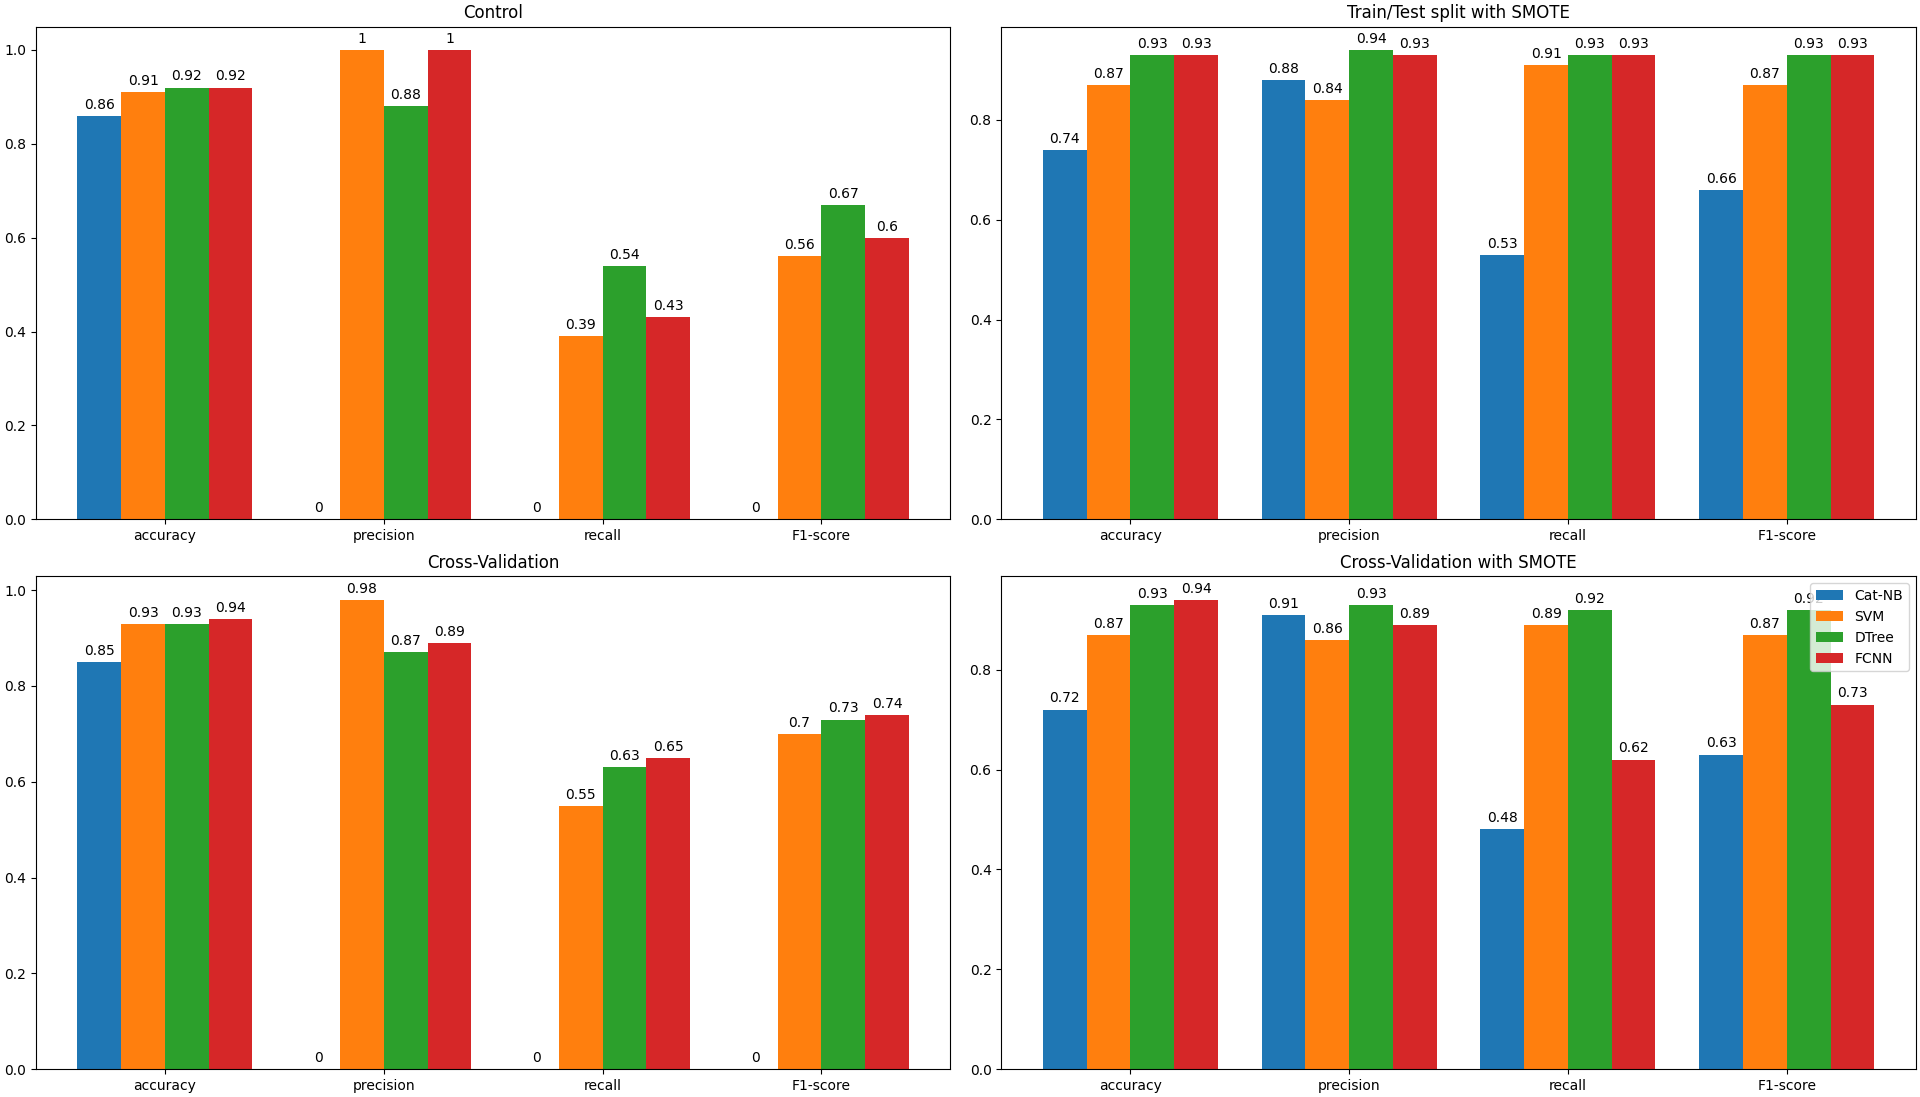 Control
1.0
0.8
0.6
0.4
0.2
0.0
0.86 0.91 0.92 0.92
0 1 0.88 1
0 0.39 0.54 0.43
0 0.56 0.67 0.6
accuracy precision recall F1-score
Train/Test split with SMOTE
0.8
0.6
0.4
0.2
0.0
0.74 0.87 0.93 0.93
0.88 0.84 0.94 0.93
0.53 0.91 0.93 0.93
0.66 0.87 0.93 0.93
accuracy precision recall F1-score
Cross-Validation
1.0
0.8
0.6
0.4
0.2
0.0
0.85 0.93 0.93 0.94
0 0.98 0.87 0.89
0 0.55 0.63 0.65
0 0.7 0.73 0.74
accuracy precision recall F1-score
Cross-Validation with SMOTE
0.8
0.6
0.4
0.2
0.0
0.72 0.87 0.93 0.94
0.91 0.86 0.93 0.89
0.48 0.89 0.92 0.62
0.63 0.87 0.73
accuracy precision recall F1-score
Cat-NB
SVM
DTree
FCNN